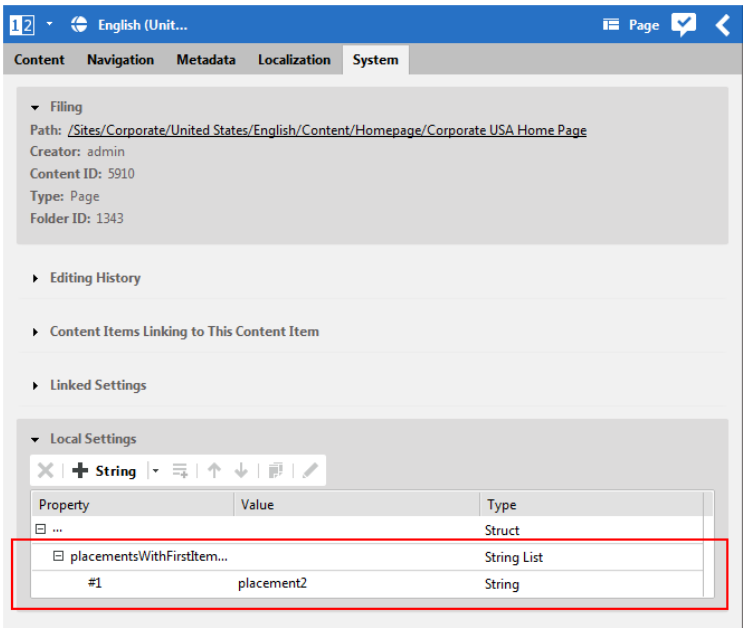 12 English (Unit... Page
Content Navigation Metadata Localization System
Filing
Path: /Sites/Corporate/United States/English/Content/Homepage/Corporate USA Home Page
Creator: admin
Content ID: 5910
Type: Page
Folder ID: 1343
Editing History
Content Items Linking to This Content Item
Linked Settings
Local Settings
String
Property Value Type
... Struct
placementsWithFirstItem... String List
#1 placement2 String